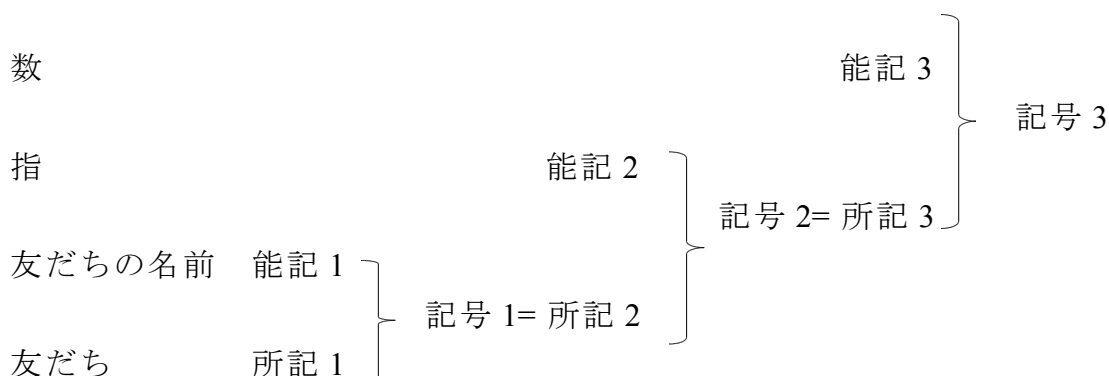 数 能記 3
記号 3
指 能記 2
記号 2= 所記 3
友だちの名前 能記 1
記号 1= 所記 2
友だち 所記 1